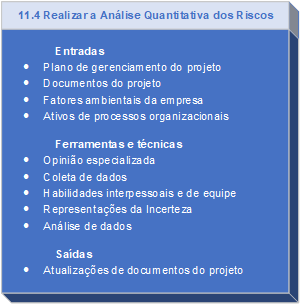 11.4 Realizar a Análise Quantitativa dos Riscos
Entradas
• Plano de gerenciamento do projeto
• Documentos do projeto
• Fatores ambientais da empresa
• Ativos de processos organizacionais
Ferramentas e técnicas
• Opinião especializada
• Coleta de dados
• Habilidades interpessoais e de equipe
• Representações da Incerteza
• Análise de dados
Saídas
• Atualizações de documentos do projeto